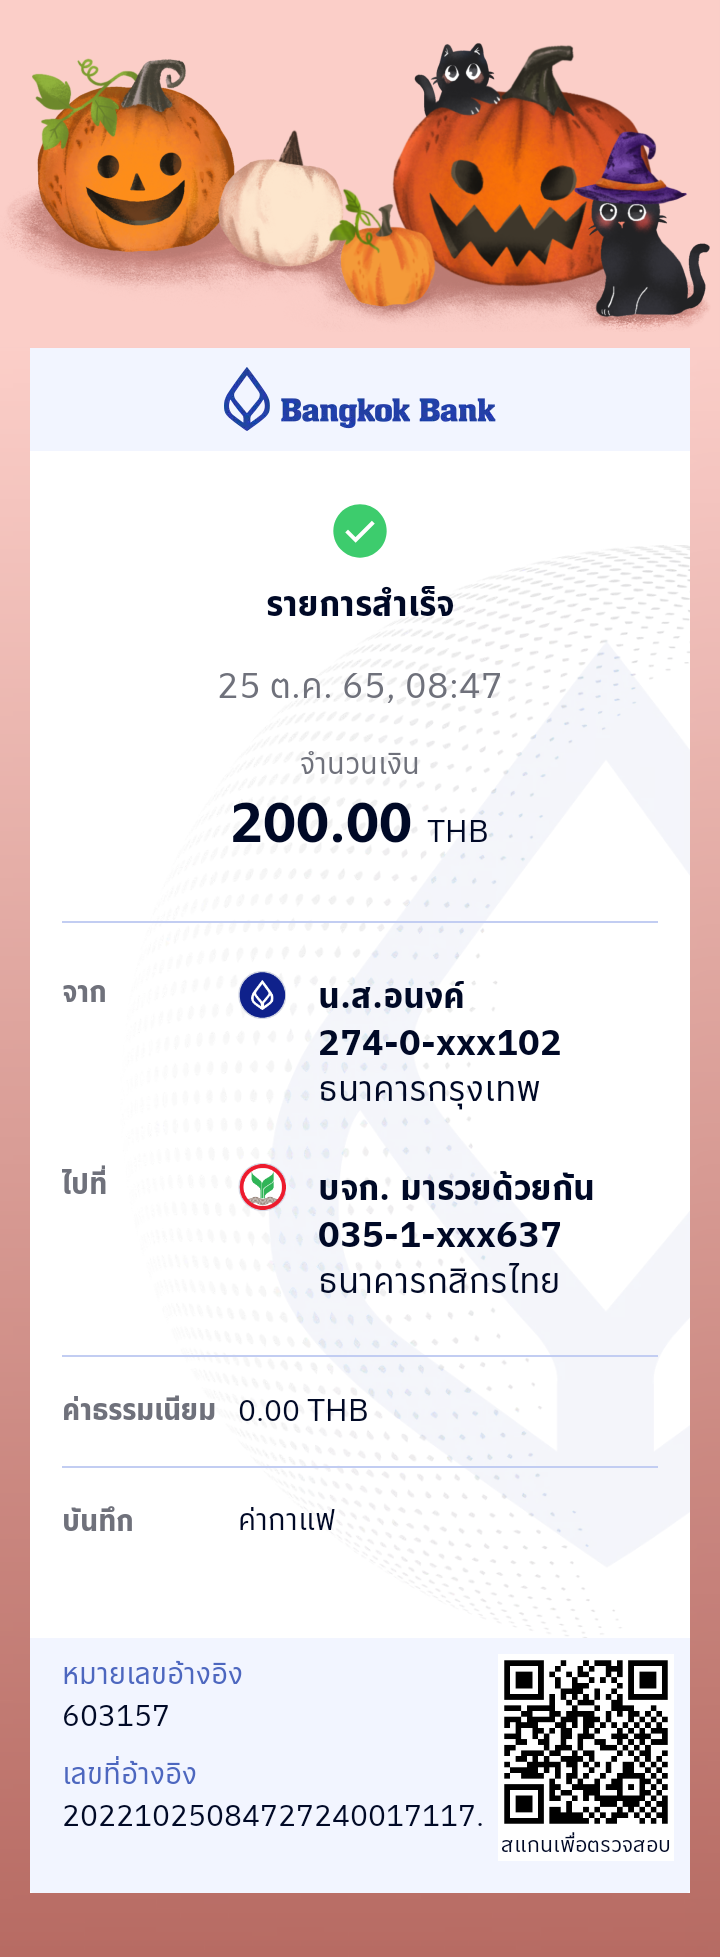 Bangkok Bank
รายการสำเร็จ
25 ต.ค. 65, 08:47
จำนวนเงิน
200.00 THB
จาก
น.ส.อนงค์
274-0-xxx102
ธนาคารกรุงเทพ
ไปที่
บจก. มารวยด้วยกัน
035-1-xxx637
ธนาคารกสิกรไทย
ค่าธรรมเนียม 0.00 THB
บันทึก ค่ากาแฟ
หมายเลขอ้างอิง
603157
เลขที่อ้างอิง
20221025084727240017117.
สแกนเพื่อตรวจสอบ